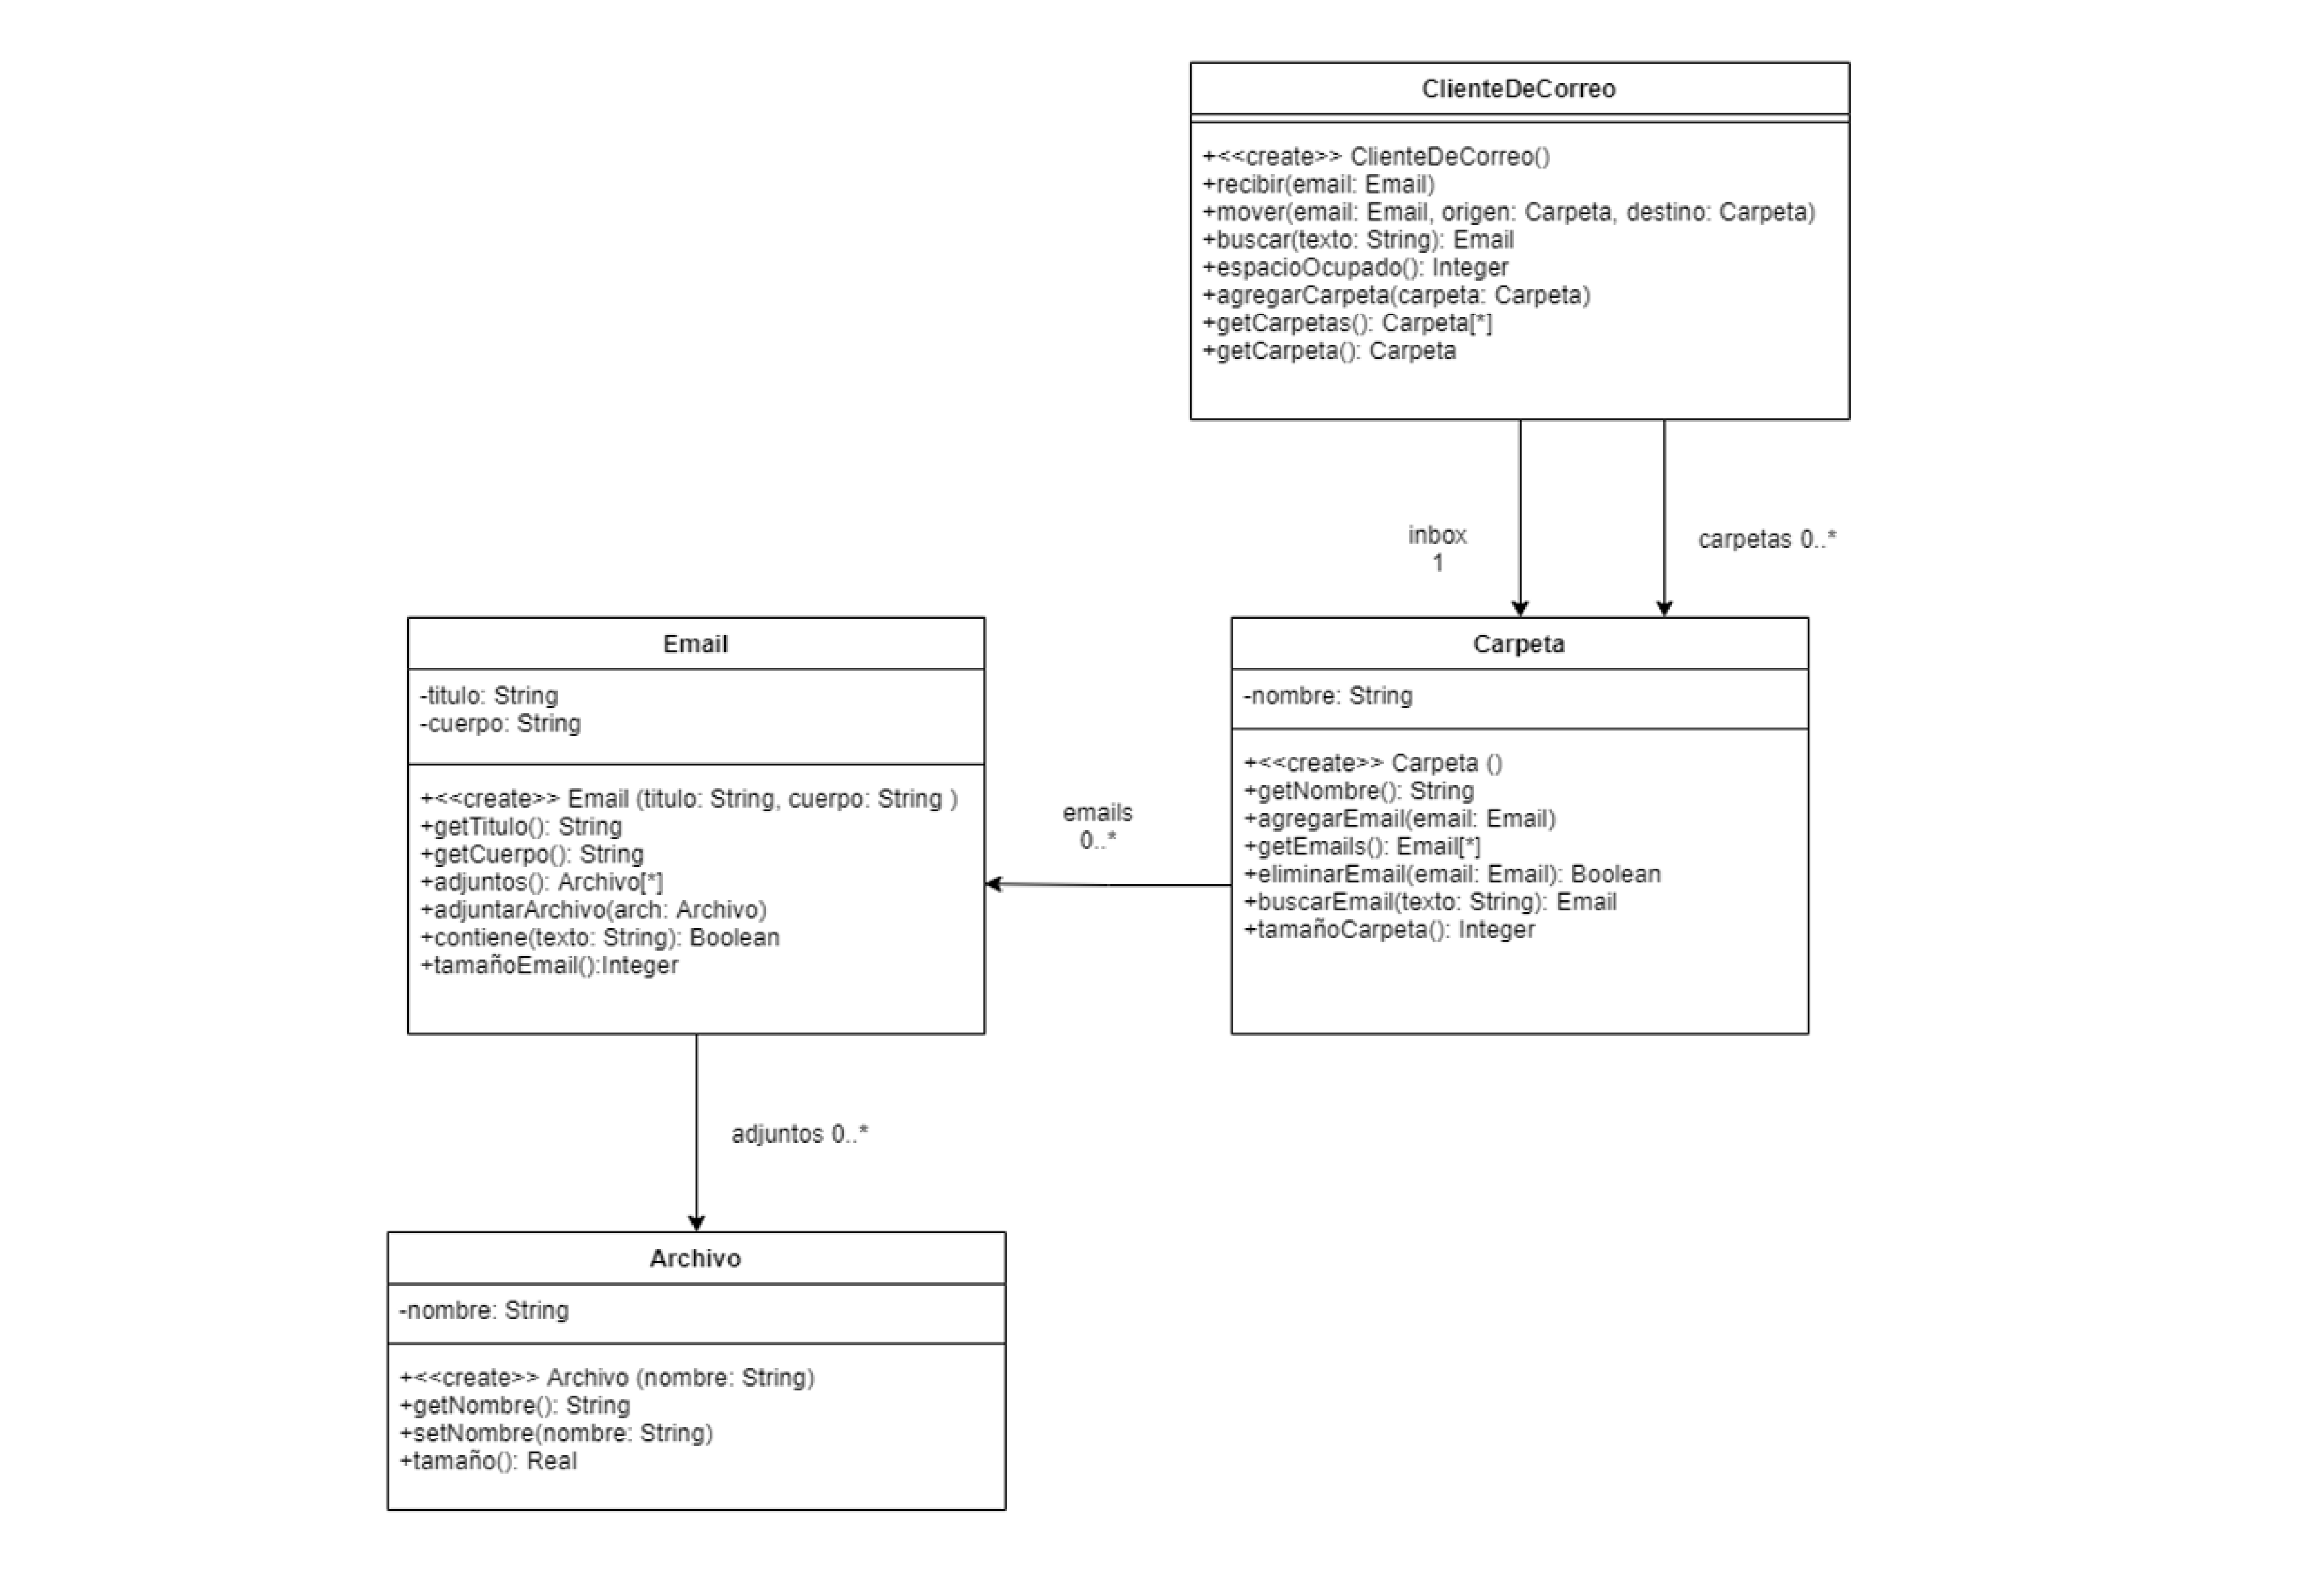 ClienteDeCorreo
+<<create>> ClienteDeCorreo()
+recibir(email: Email)
+mover(email: Email, origen: Carpeta, destino: Carpeta)
+buscar(texto: String): Email
+espacioOcupado(): Integer
+agregarCarpeta(carpeta: Carpeta)
+getCarpetas(): Carpeta[*]
+getCarpeta(): Carpeta
inbox
1
carpetas 0..*
Email
-titulo: String
-cuerpo: String
+<<create>> Email (titulo: String, cuerpo: String )
+getTitulo(): String
+getCuerpo(): String
+adjuntos(): Archivo[*]
+adjuntarArchivo(arch: Archivo)
+contiene(texto: String): Boolean
+tamañoEmail():Integer
emails
0..*
Carpeta
-nombre: String
+<<create>> Carpeta ()
+getNombre(): String
+agregarEmail(email: Email)
+getEmails(): Email[*]
+eliminarEmail(email: Email): Boolean
+buscarEmail(texto: String): Email
+tamañoCarpeta(): Integer
adjuntos 0..*
Archivo
-nombre: String
+<<create>> Archivo (nombre: String)
+getNombre(): String
+setNombre(nombre: String)
+tamaño(): Real